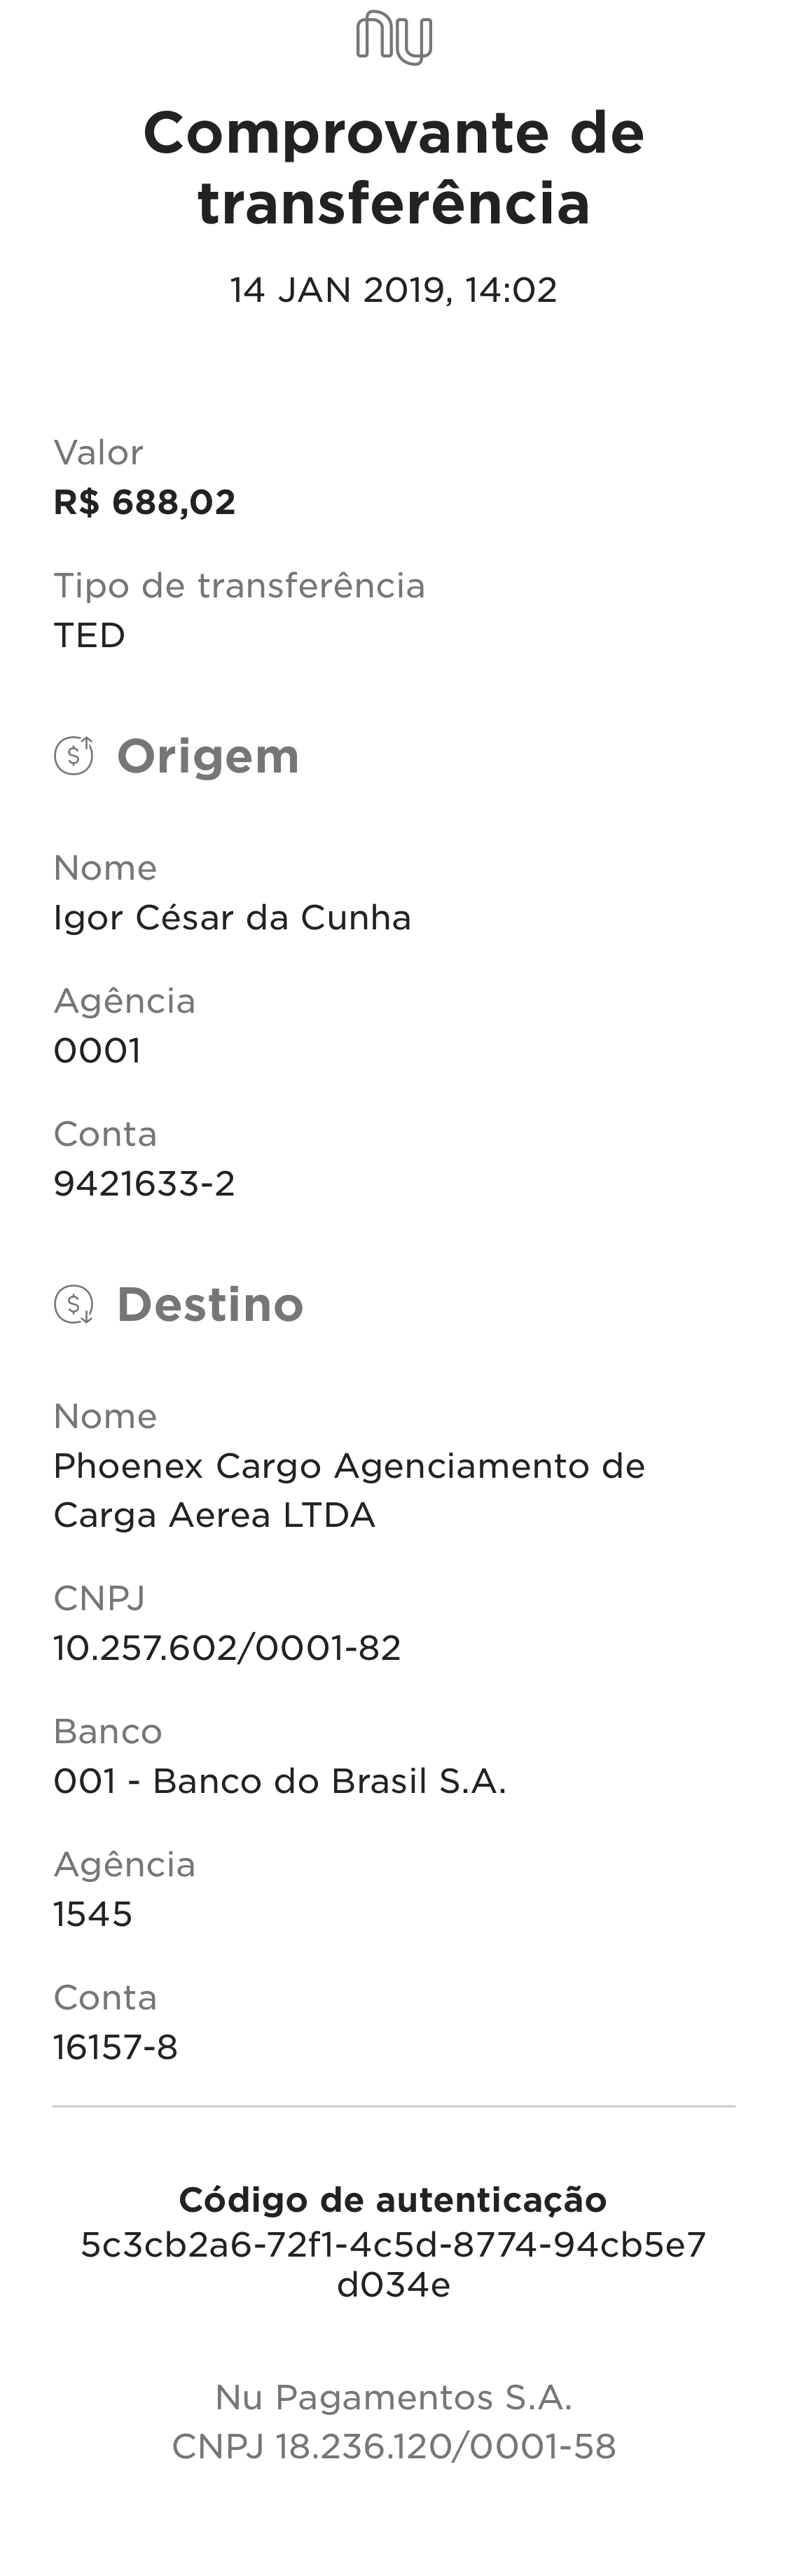 nu
Comprovante de
transferência
14 JAN 2019, 14:02
Valor
R$ 688,02
Tipo de transferência
TED
Origem
Nome
Igor César da Cunha
Agência
0001
Conta
9421633-2
Destino
Nome
Phoenex Cargo Agenciamento de
Carga Aerea LTDA
CNPJ
10.257.602/0001-82
Banco
001 - Banco do Brasil S.A.
Agência
1545
Conta
16157-8
Código de autenticação
5c3cb2a6-72f1-4c5d-8774-94cb5e7
d034e
Nu Pagamentos S.A.
CNPJ 18.236.120/0001-58